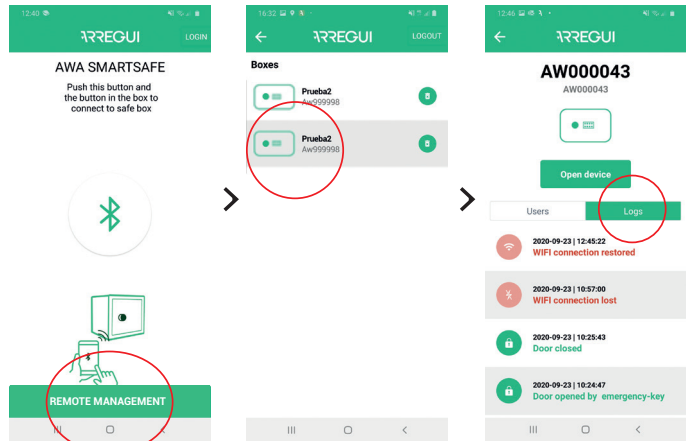 12:40
ARREGUI
LOGIN
AWA SMARTSAFE
Push this button and
the button in the box to
connect to safe box
REMOTE MANAGEMENT
16:32
ARREGUI
LOGOUT
Boxes
Prueba2
Aw999998
Prueba2
Aw999998
12:46
ARREGUI
AW000043
AW000043
Open device
Users
Logs
2020-09-23 | 12:45:22
WIFI connection restored
2020-09-23 | 10:57:00
WIFI connection lost
2020-09-23 | 10:25:43
Door closed
2020-09-23 | 10:24:47
Door opened by emergency-key